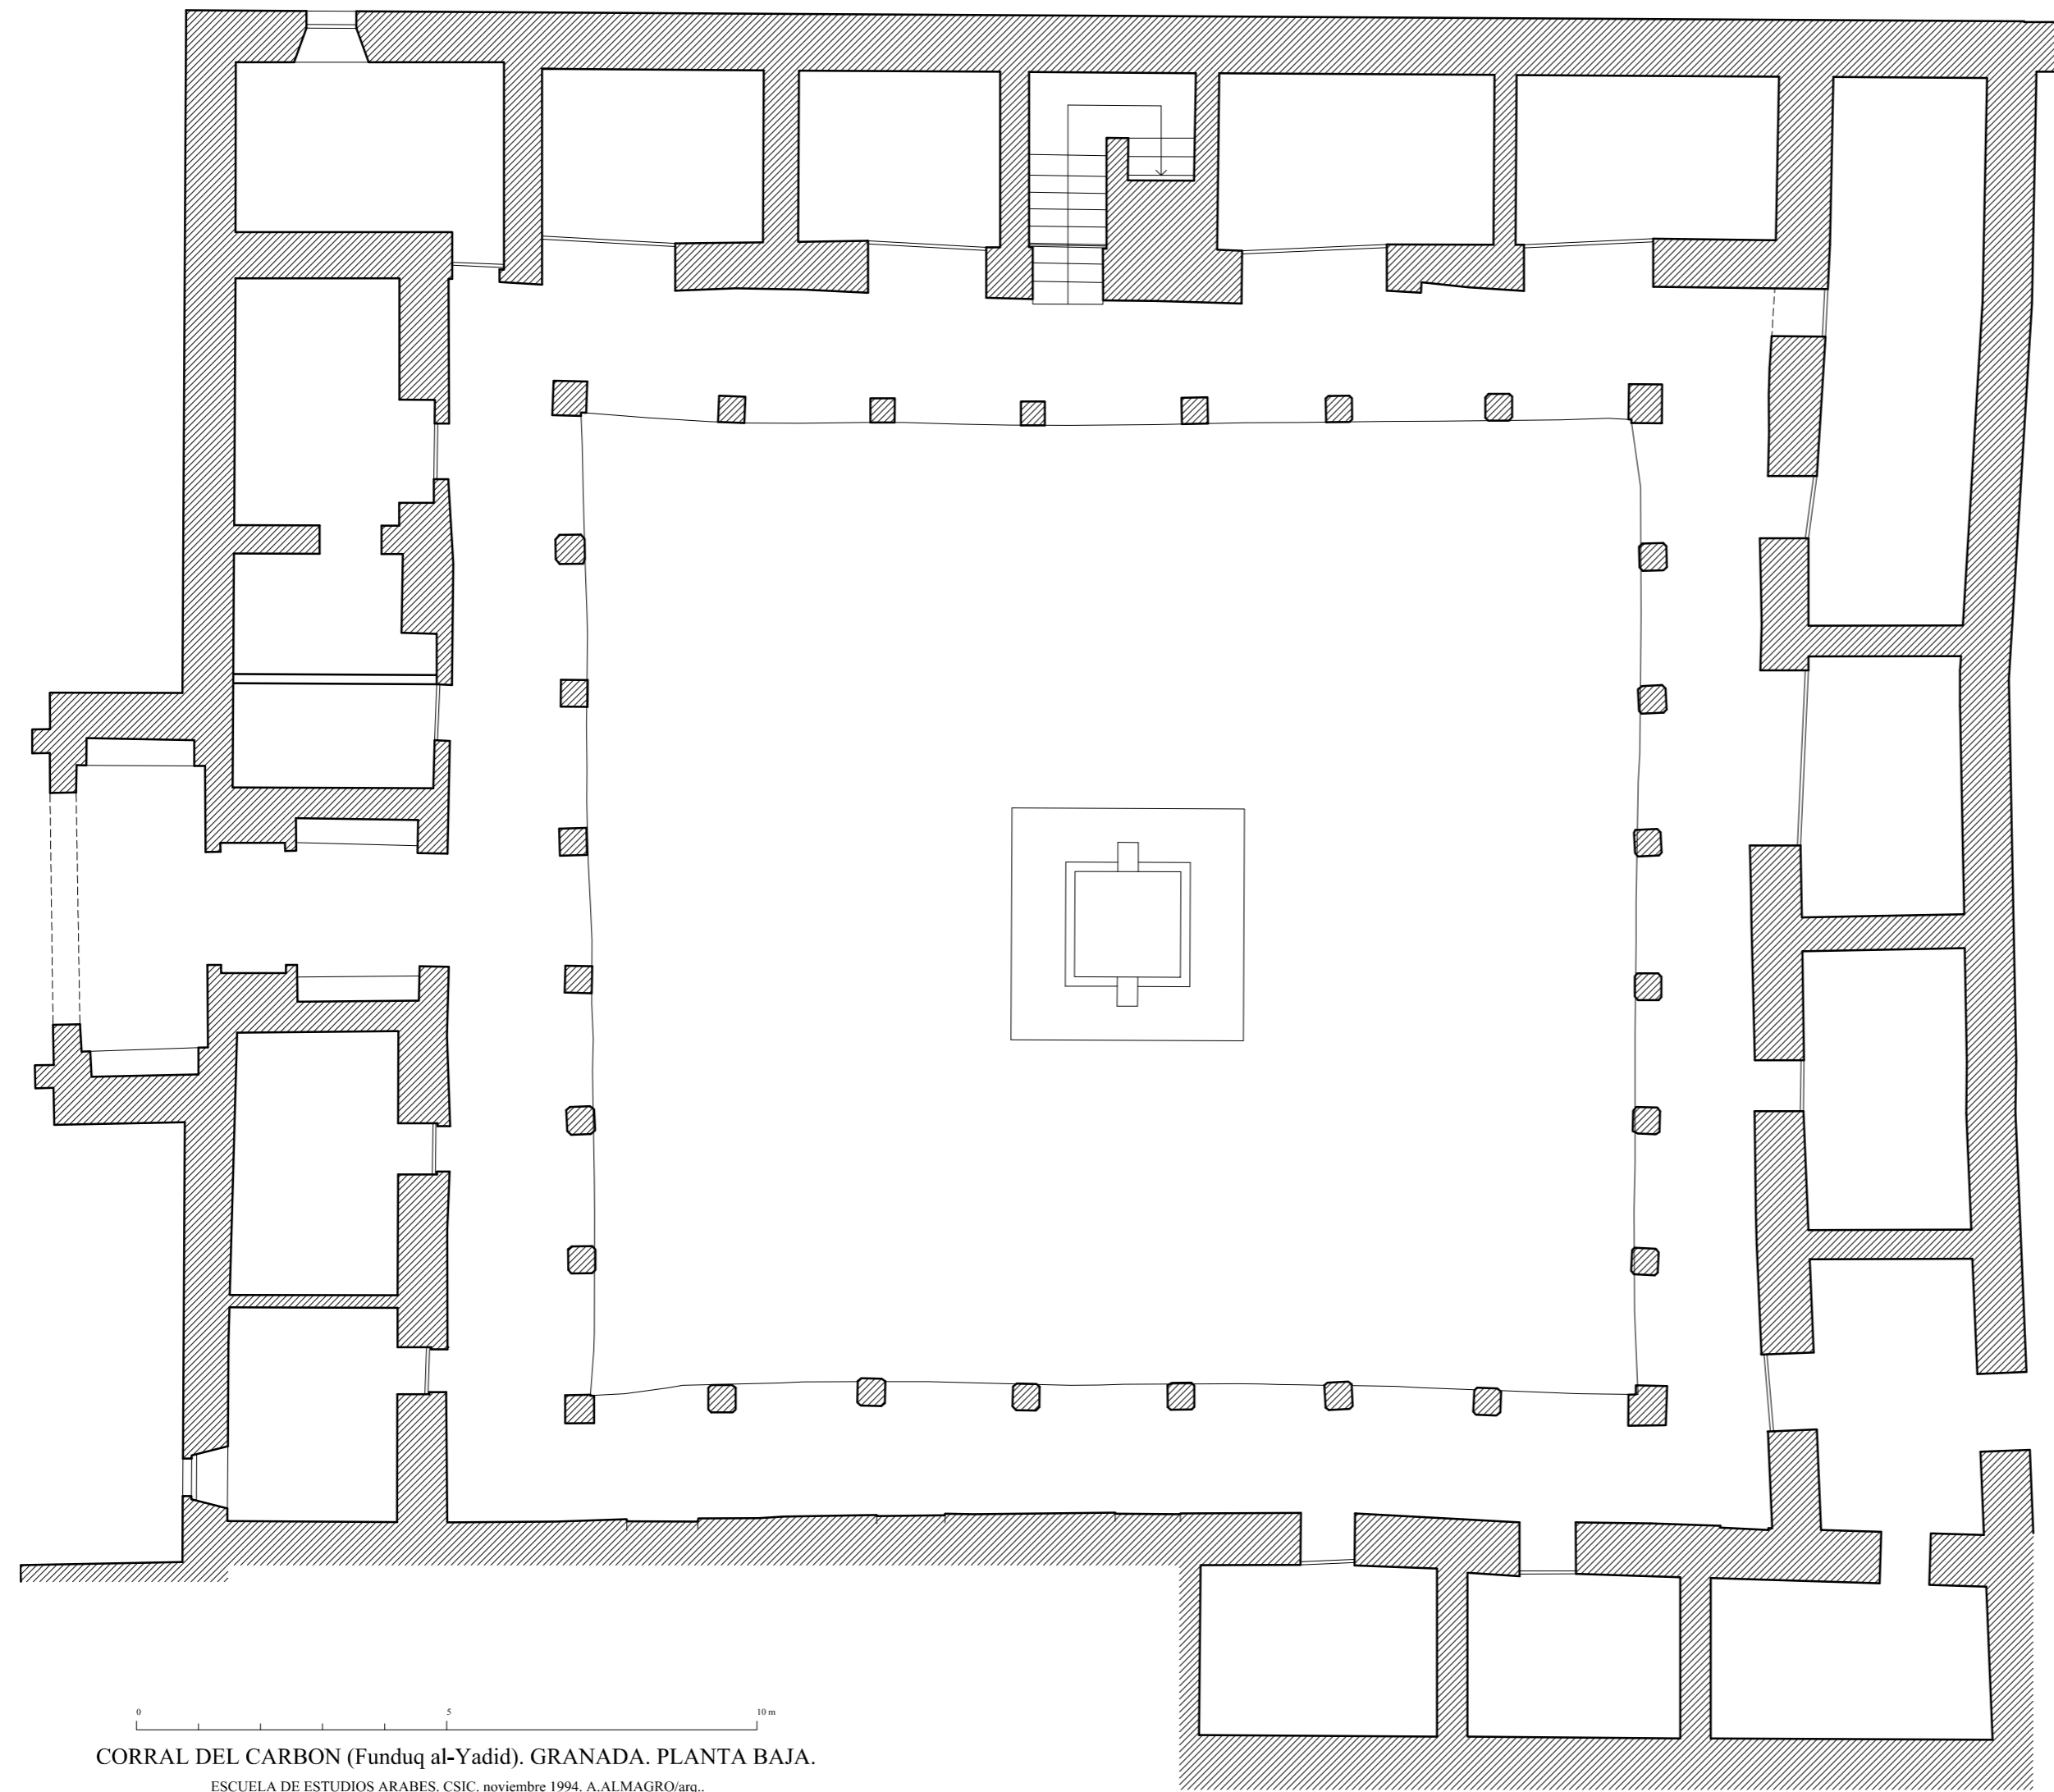 0 5 10 m
CORRAL DEL CARBON (Funduq al-Yadid). GRANADA. PLANTA BAJA.
ESCUELA DE ESTUDIOS ARABES. CSIC. noviembre 1994. A.ALMAGRO/arq..